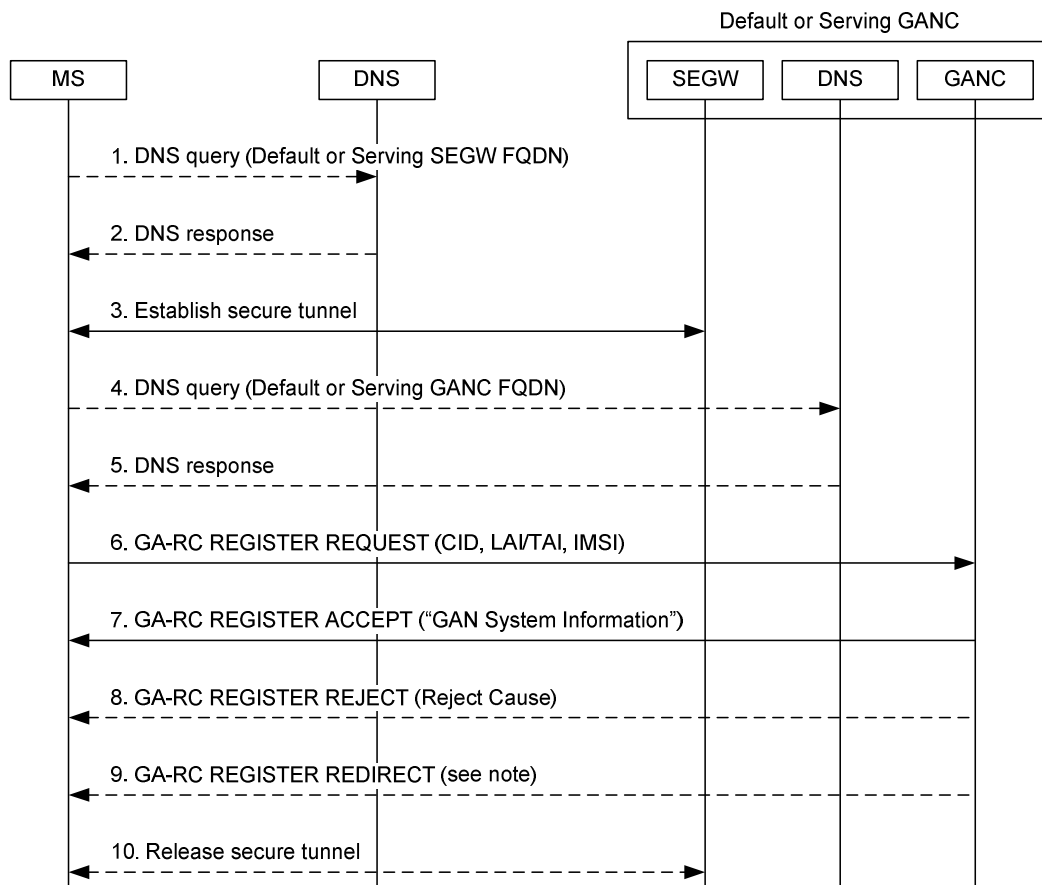 Default or Serving GANC
MS
DNS
SEGW
DNS
GANC
1. DNS query (Default or Serving SEGW FQDN)
2. DNS response
3. Establish secure tunnel
4. DNS query (Default or Serving GANC FQDN)
5. DNS response
6. GA-RC REGISTER REQUEST (CID, LAI/TAI, IMSI)
7. GA-RC REGISTER ACCEPT (“GAN System Information”)
8. GA-RC REGISTER REJECT (Reject Cause)
9. GA-RC REGISTER REDIRECT (see note)
10. Release secure tunnel